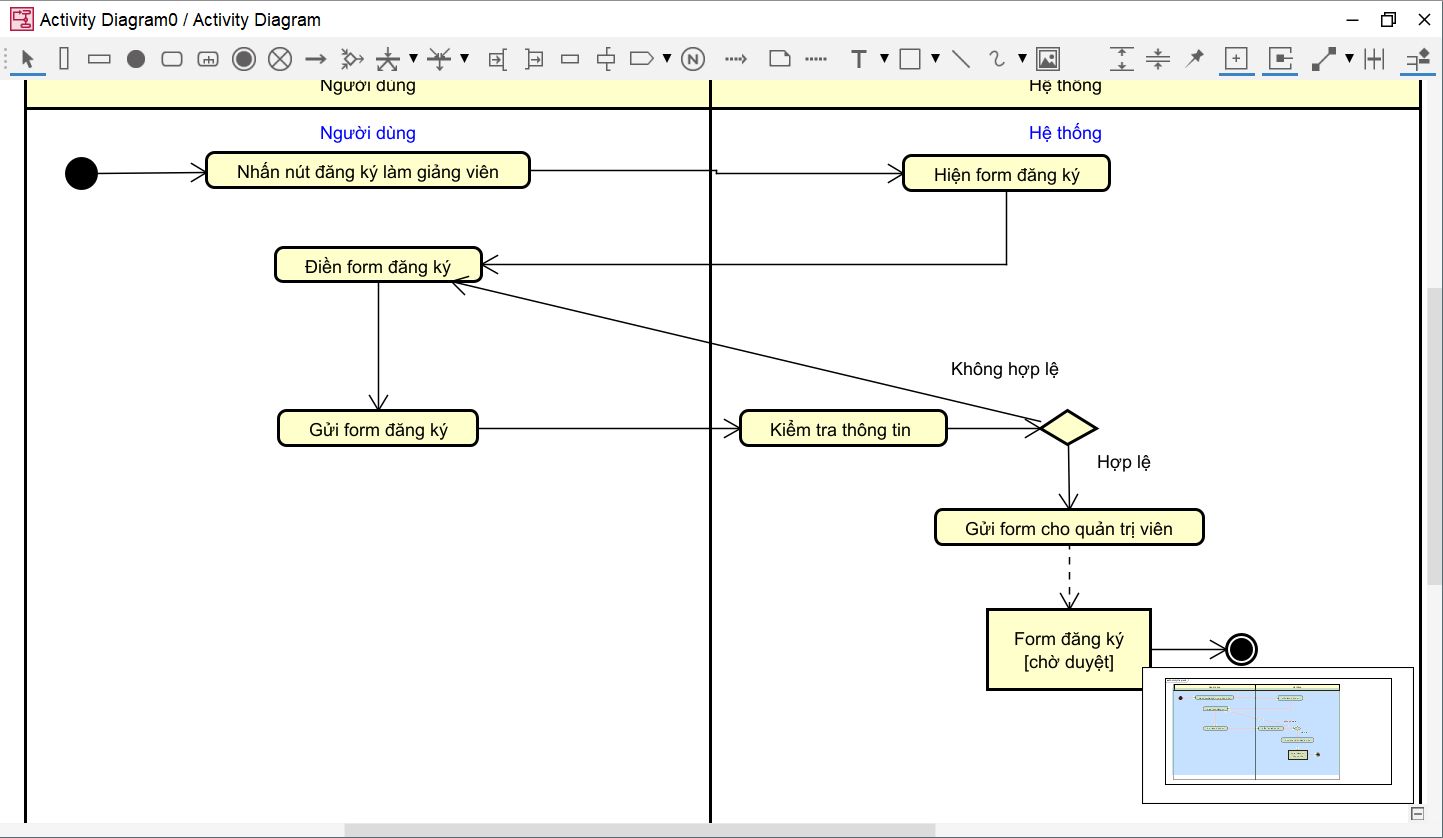 Activity Diagram0 / Activity Diagram
N
T
Người dùng
Hệ thống
Người dùng
Hệ thống
Nhấn nút đăng ký làm giảng viên
Hiện form đăng ký
Điền form đăng ký
Không hợp lệ
Gửi form đăng ký
Kiểm tra thông tin
Hợp lệ
Gửi form cho quản trị viên
Form đăng ký
[chờ duyệt]